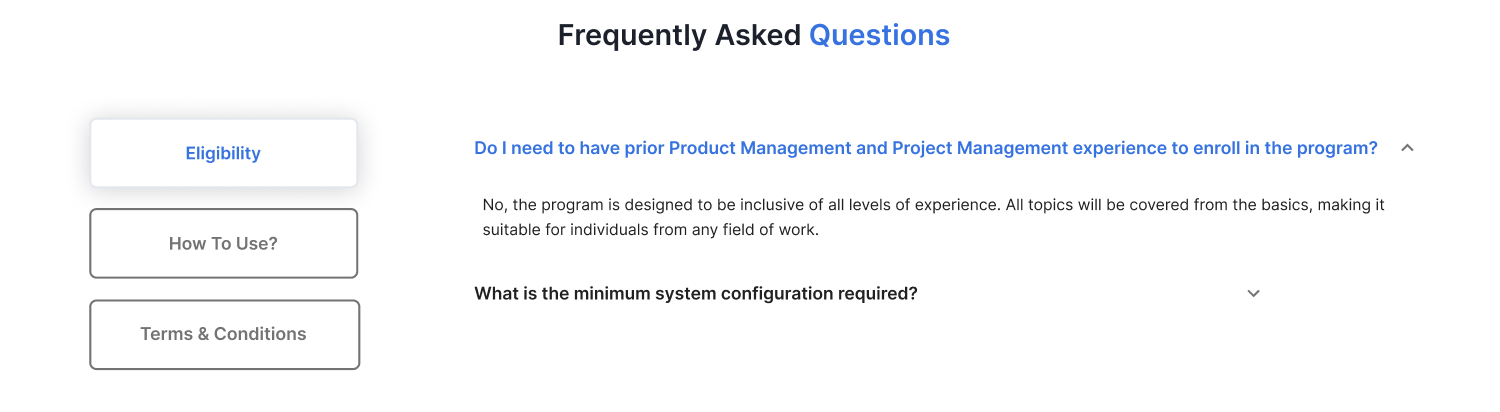 Frequently Asked Questions
Eligibility
How To Use?
Terms & Conditions
Do I need to have prior Product Management and Project Management experience to enroll in the program?
No, the program is designed to be inclusive of all levels of experience. All topics will be covered from the basics, making it
suitable for individuals from any field of work.
What is the minimum system configuration required?